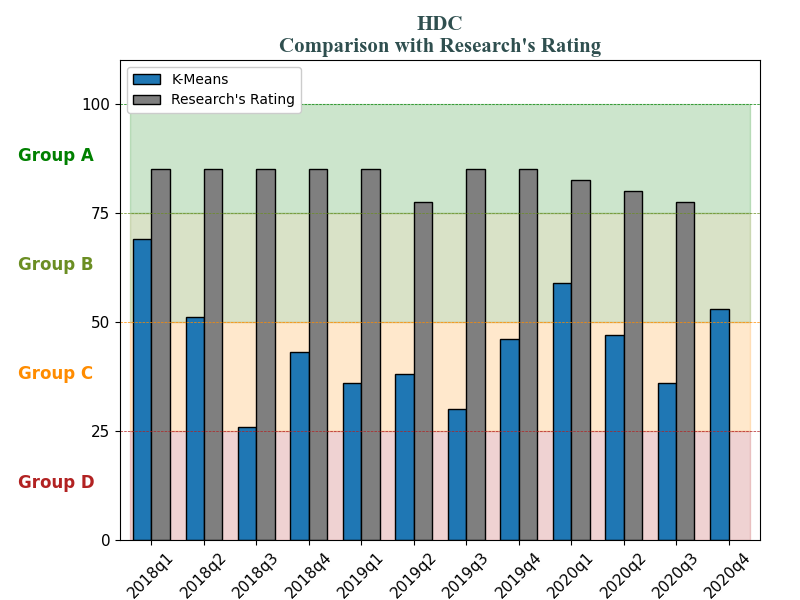 HDC
Comparison with Research's Rating
K-Means
Research's Rating
100
Group A
75
Group B
50
Group C
25
Group D
0
2018q1
2018q2
2018q3
2018q4
2019q1
2019q2
2019q3
2019q4
2020q1
2020q2
2020q3
2020q4